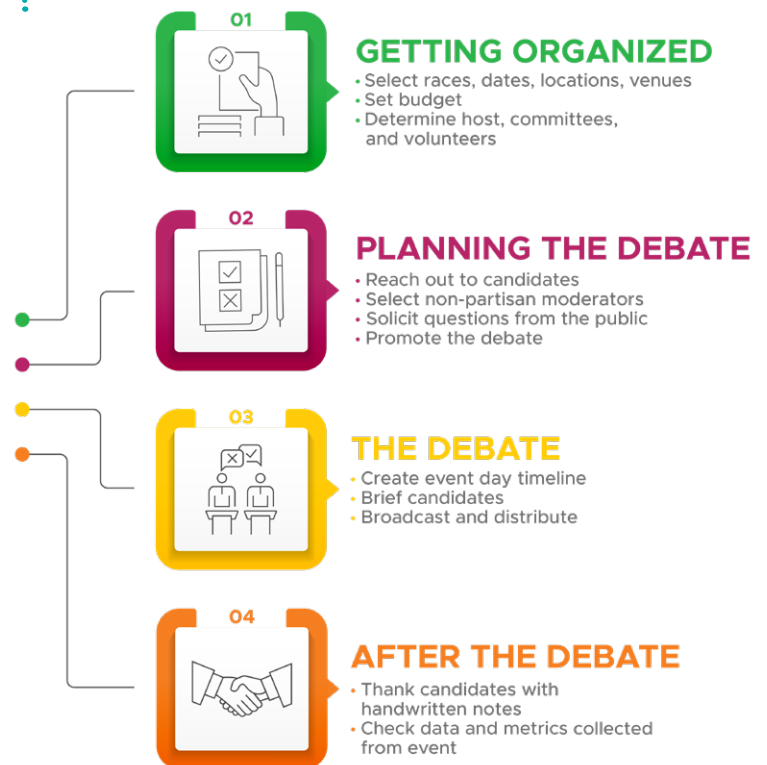 01
GETTING ORGANIZED
• Select races, dates, locations, venues
• Set budget
• Determine host, committees,
and volunteers
02
PLANNING THE DEBATE
• Reach out to candidates
• Select non-partisan moderators
• Solicit questions from the public
• Promote the debate
03
THE DEBATE
• Create event day timeline
• Brief candidates
• Broadcast and distribute
04
AFTER THE DEBATE
• Thank candidates with
handwritten notes
• Check data and metrics collected
from event